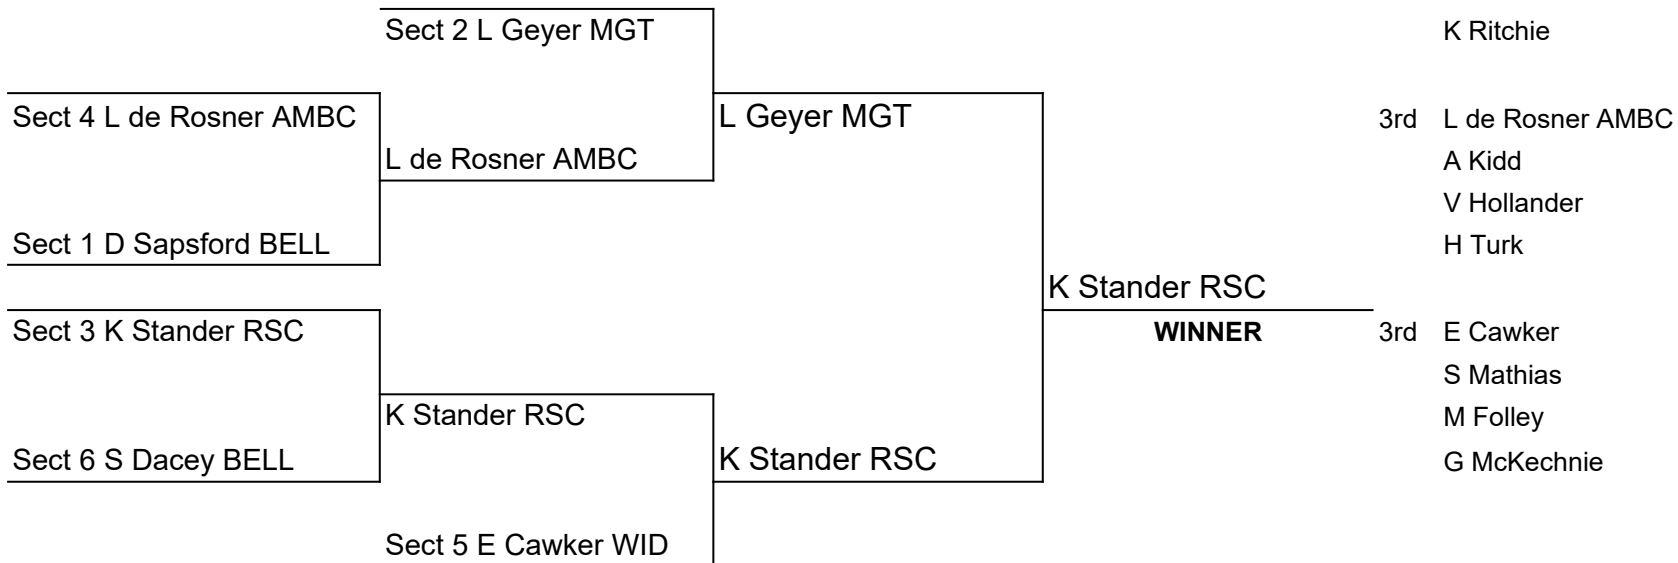 Sect 2 L Geyer MGT
K Ritchie
Sect 4 L de Rosner AMBC
L Geyer MGT
3rd L de Rosner AMBC
L de Rosner AMBC
A Kidd
V Hollander
Sect 1 D Sapsford BELL
H Turk
K Stander RSC
Sect 3 K Stander RSC
WINNER
3rd E Cawker
S Mathias
K Stander RSC
M Folley
Sect 6 S Dacey BELL
K Stander RSC
G McKechnie
Sect 5 E Cawker WID